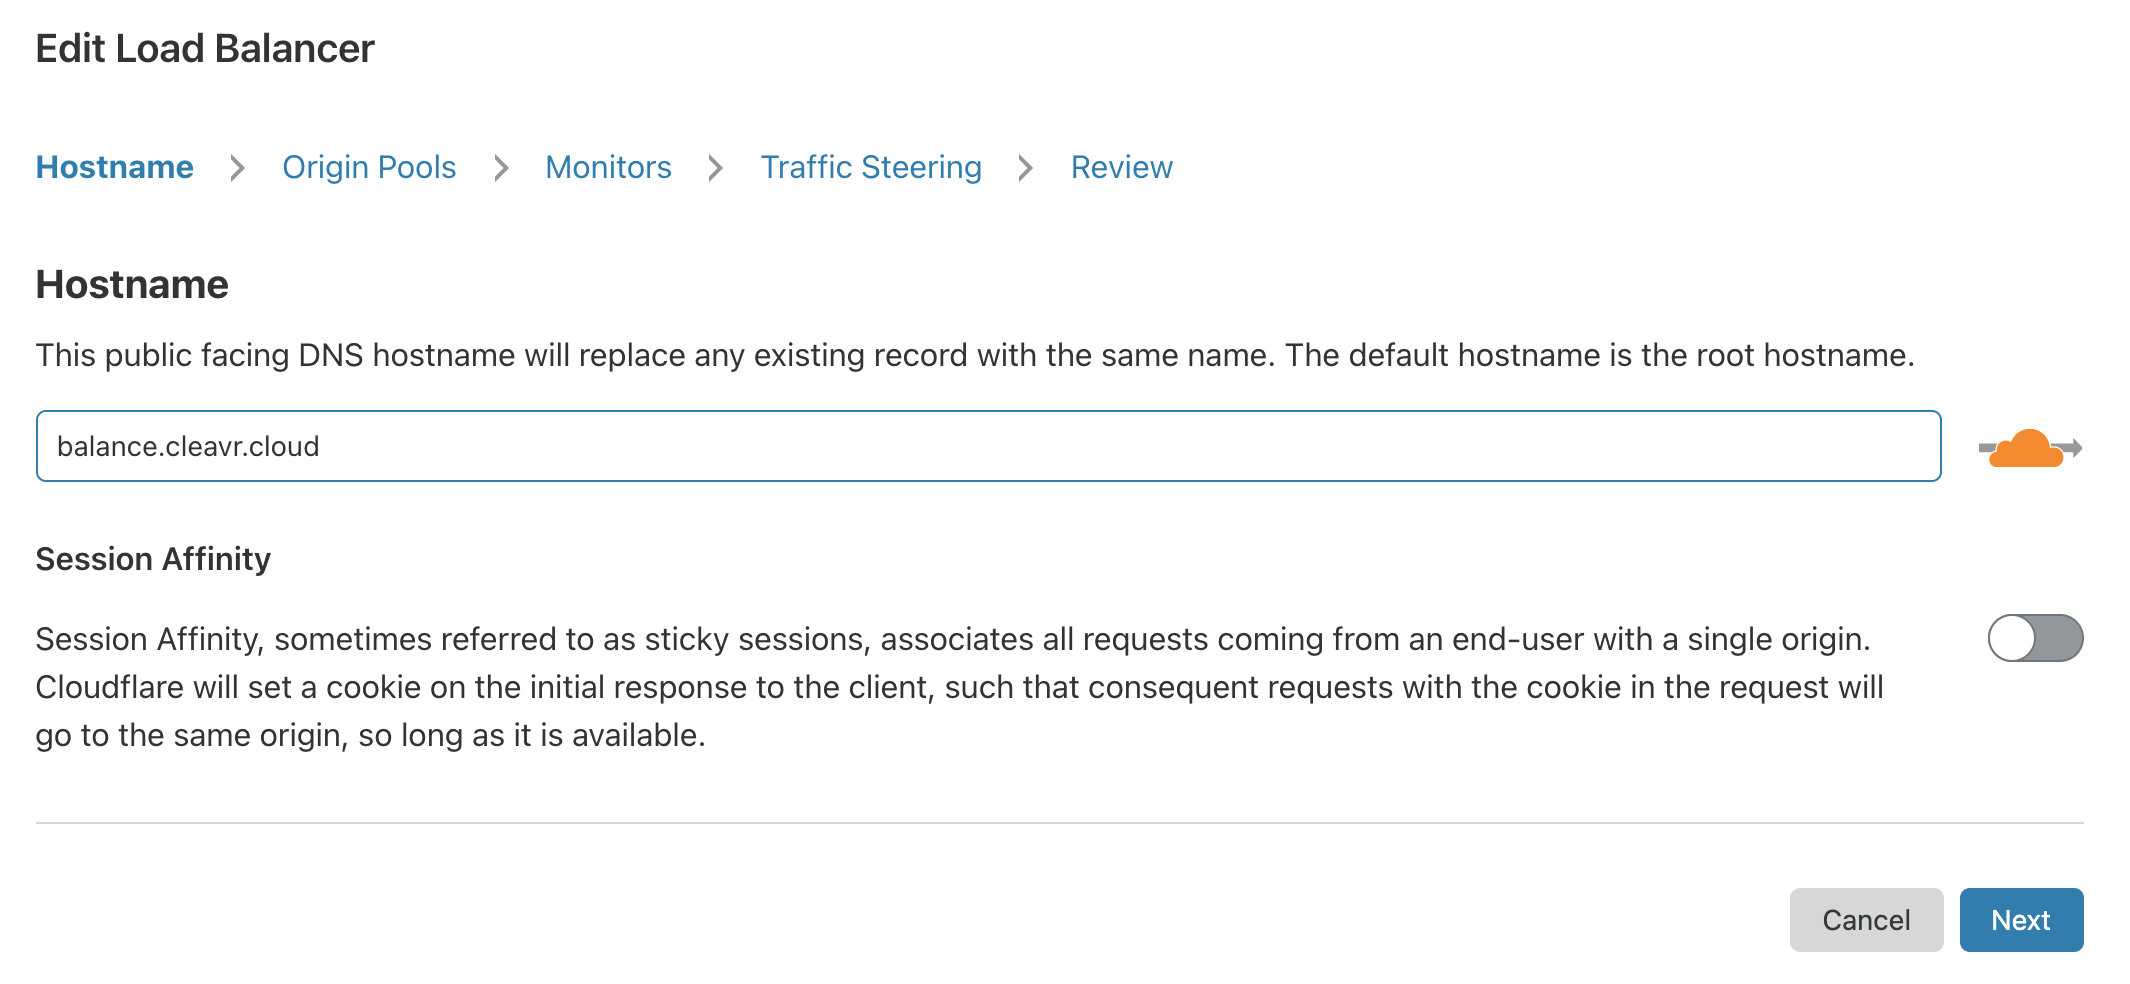 Edit Load Balancer
Hostname > Origin Pools > Monitors > Traffic Steering > Review
Hostname
This public facing DNS hostname will replace any existing record with the same name. The default hostname is the root hostname.
balance.cleavr.cloud
Session Affinity
Session Affinity, sometimes referred to as sticky sessions, associates all requests coming from an end-user with a single origin.
Cloudflare will set a cookie on the initial response to the client, such that consequent requests with the cookie in the request will
go to the same origin, so long as it is available.
Cancel Next